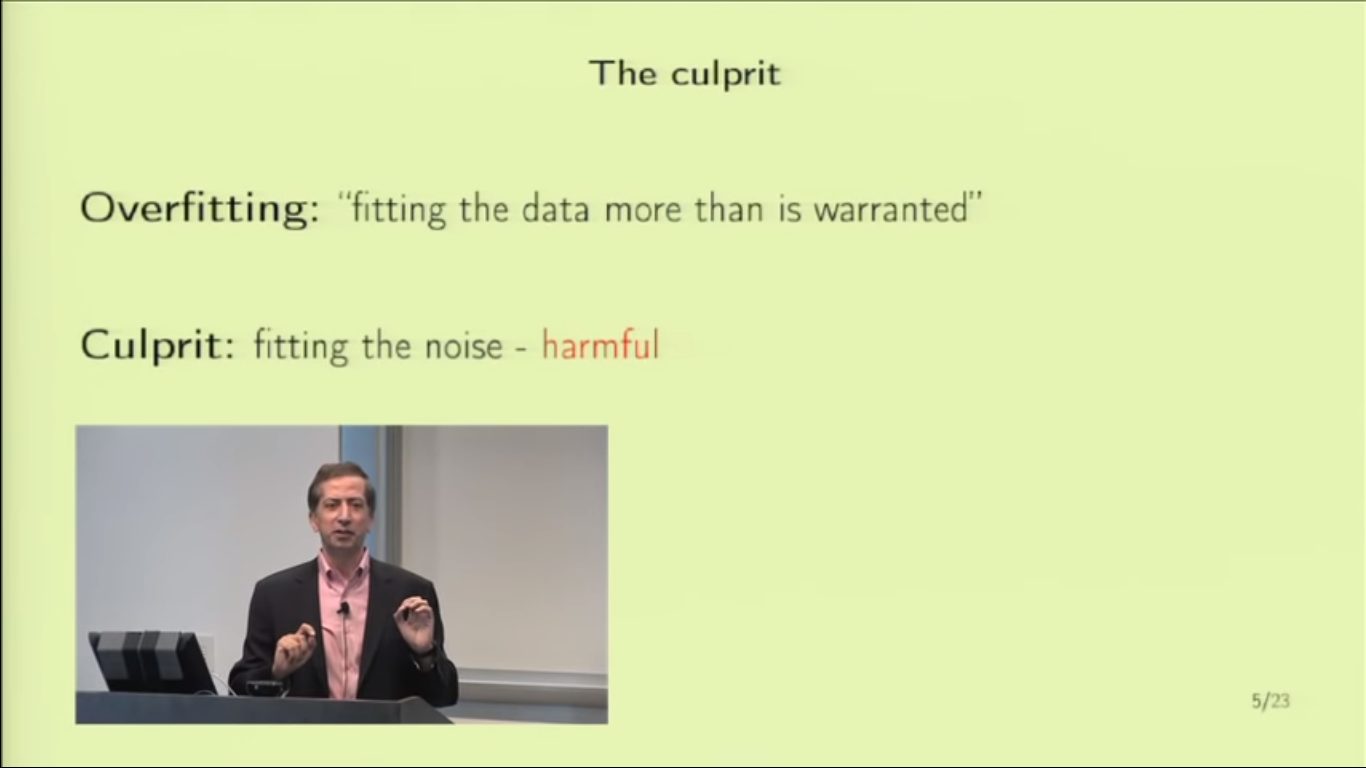 The culprit
Overfitting: “fitting the data more than is warranted”
Culprit: fitting the noise - harmful
5/23